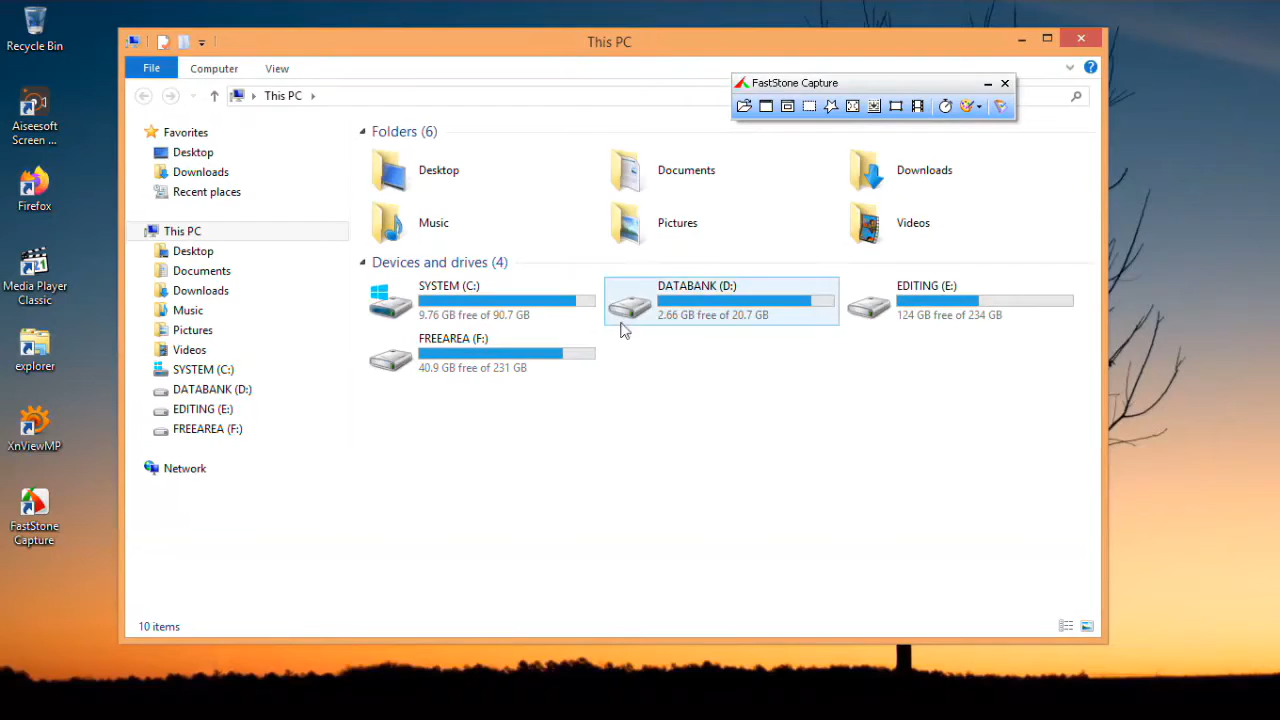 Recycle Bin
Aiseesoft
Screen ...
Firefox
Media Player
Classic
21
explorer
XnViewMP
FastStone
Capture
This PC
File
Computer
View
This PC
FastStone Capture
Favorites
Desktop
Downloads
Recent places
This PC
Desktop
Documents
Downloads
Music
Pictures
Videos
SYSTEM (C:)
DATABANK (D:)
EDITING (E:)
FREEAREA (F:)
Network
Folders (6)
Desktop
Documents
Downloads
Music
Pictures
Videos
Devices and drives (4)
SYSTEM (C:)
9.76 GB free of 90.7 GB
DATABANK (D:)
2.66 GB free of 20.7 GB
EDITING (E:)
124 GB free of 234 GB
FREEAREA (F:)
40.9 GB free of 231 GB
10 items